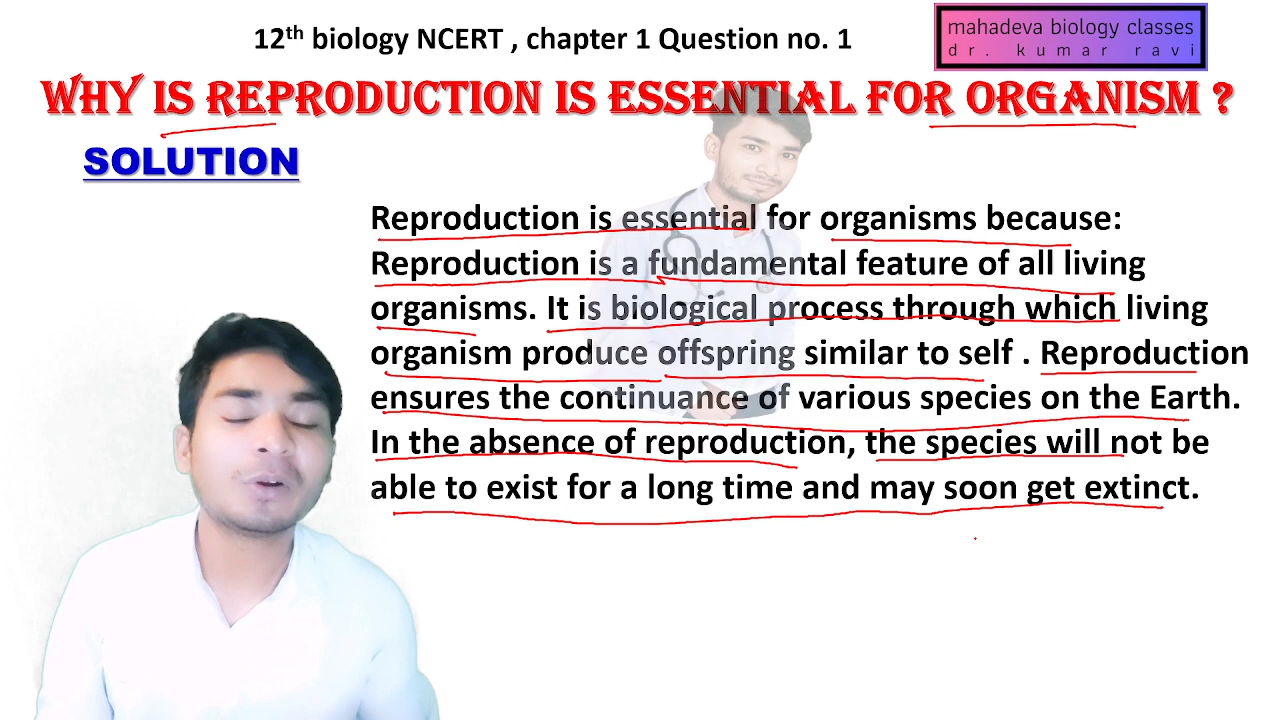 12th biology NCERT , chapter 1 Question no. 1
mahadeva biology classes
dr. kumar ravi
WHY IS REPRODUCTION IS ESSENTIAL FOR ORGANISM ?
SOLUTION
Reproduction is essential for organisms because:
Reproduction is a fundamental feature of all living
organisms. It is biological process through which living
organism produce offspring similar to self . Reproduction
ensures the continuance of various species on the Earth.
In the absence of reproduction, the species will not be
able to exist for a long time and may soon get extinct.